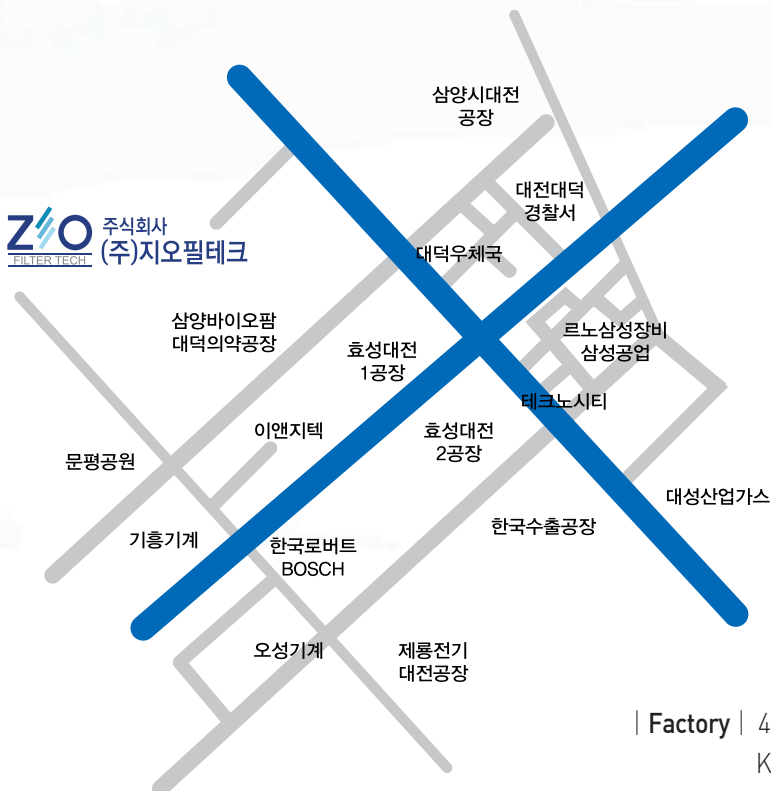 삼양시대전
공장
대전대덕
경찰서
ZIO
FILTER TECH
주식회사
(주)지오필테크
대덕우체국
삼양바이오팜
대덕의약공장
효성대전
1공장
르노삼성장비
삼성공업
테크노시티
이앤지텍
효성대전
2공장
문평공원
대성산업가스
기흥기계
한국로버트
BOSCH
한국수출공장
오성기계
제룡전기
대전공장
| Factory | 4
K